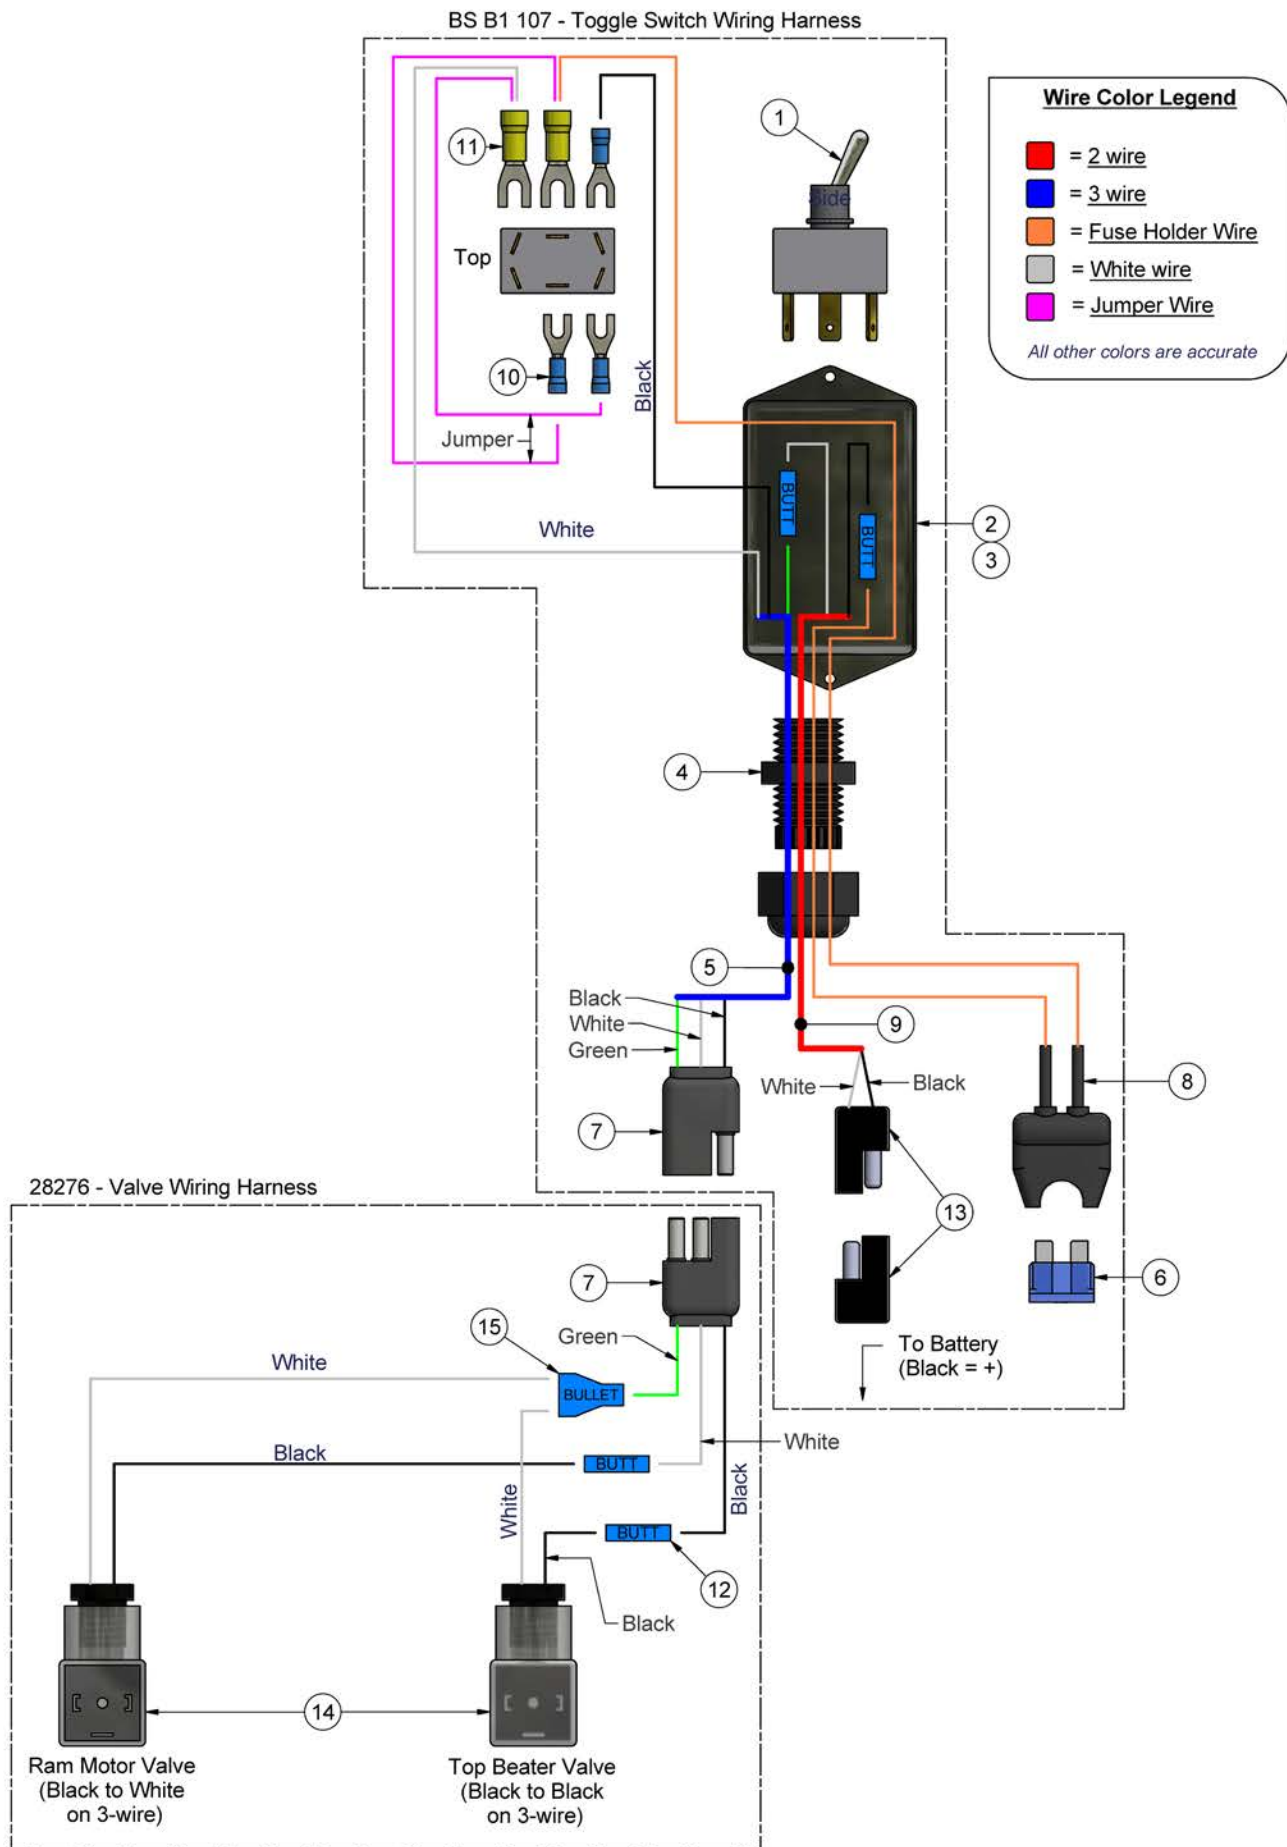 BS B1 107 - Toggle Switch Wiring Harness
Wire Color Legend
= 2 wire
= 3 wire
= Fuse Holder Wire
= White wire
= Jumper Wire
All other colors are accurate
1
Side
11
Top
10
Black
Jumper
White
BUTT
BUTT
2
3
4
5
Black
White
Green
9
White
Black
8
7
13
6
To Battery
(Black = +)
28276 - Valve Wiring Harness
7
Green
15
BULLET
White
White
Black
BUTT
White
Black
BUTT
12
Black
14
Ram Motor Valve
(Black to White
on 3-wire)
Top Beater Valve
(Black to Black
on 3-wire)